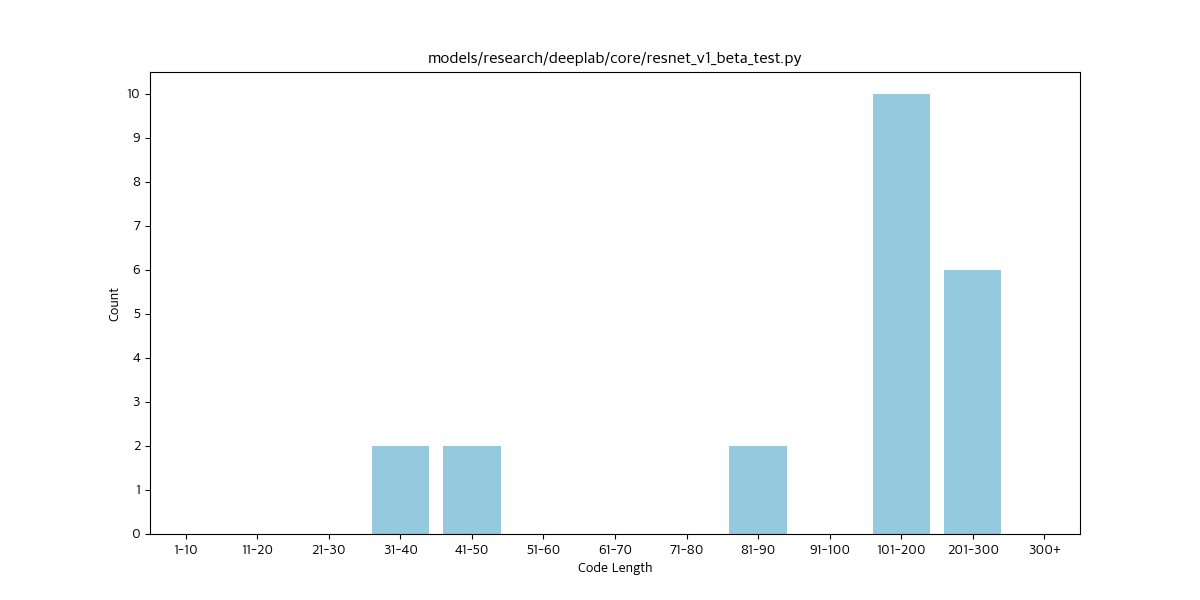 models/research/deeplab/core/resnet_v1_beta_test.py
10
9
8
7
6
5
4
3
2
1
0
Count
1-10 11-20 21-30 31-40 41-50 51-60 61-70 71-80 81-90 91-100 101-200 201-300 300+
Code Length